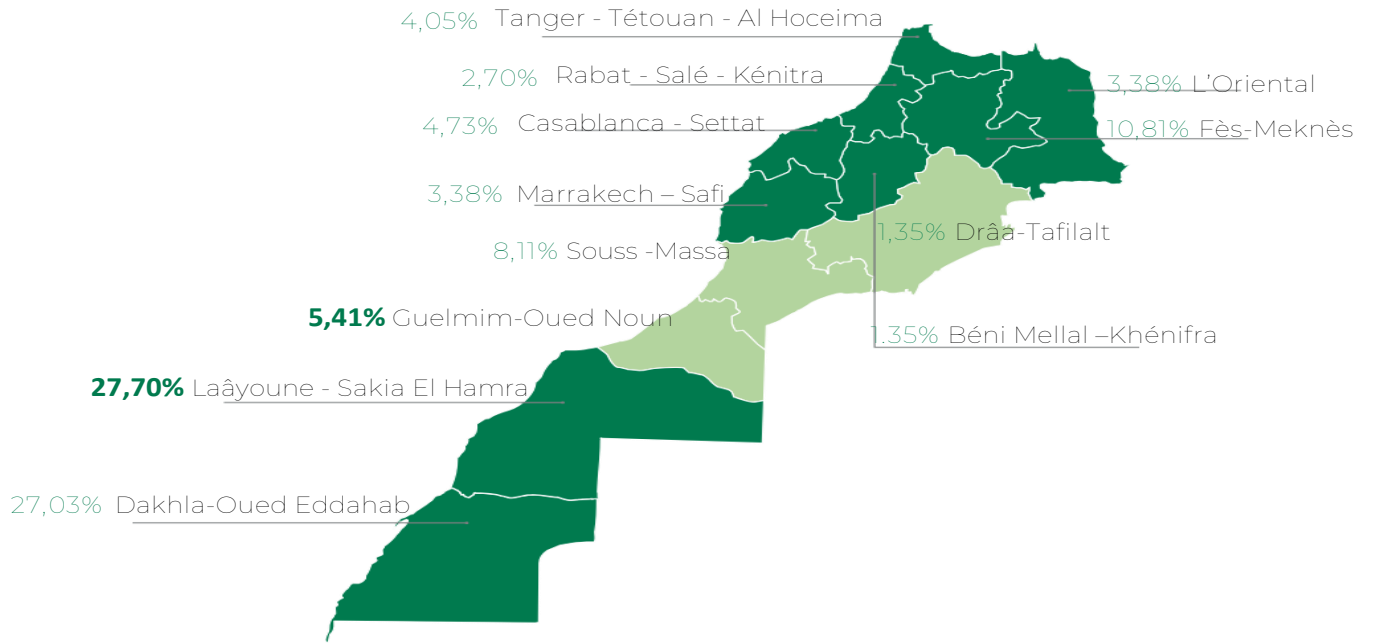 4,05% Tanger - Tétouan - Al Hoceima
2,70% Rabat - Salé - Kénitra
3,38% L'Oriental
4,73% Casablanca - Settat
10,81% Fès-Meknès
3,38% Marrakech – Safi
1,35% Drâa-Tafilalt
8,11% Souss -Massa
5,41% Guelmim-Oued Noun
1.35% Béni Mellal –Khénifra
27,70% Laâyoune - Sakia El Hamra
27,03% Dakhla-Oued Eddahab